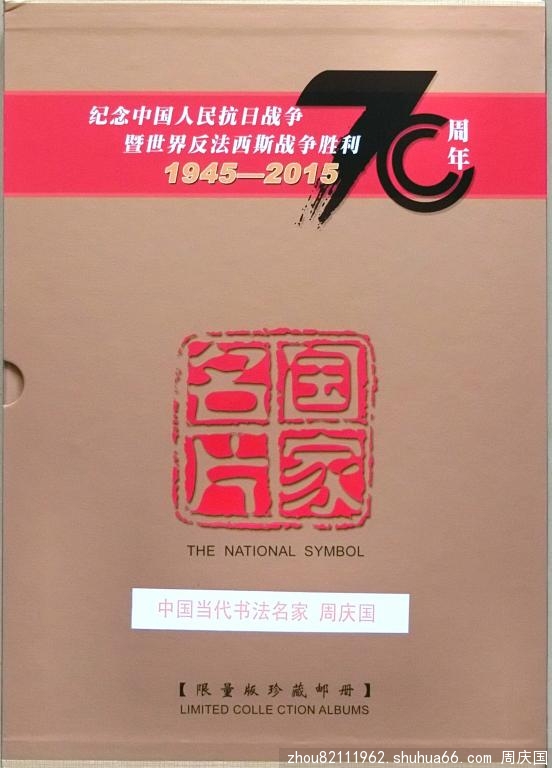 纪念中国人民抗日战争
暨世界反法西斯战争胜利
1945—2015
70
周年
国家
名片
THE NATIONAL SYMBOL
中国当代书法名家 周庆国
【限量版珍藏邮册】
LIMITED COLLE CTION ALBUMS
zhou82111962.shuhua66.com 周庆国